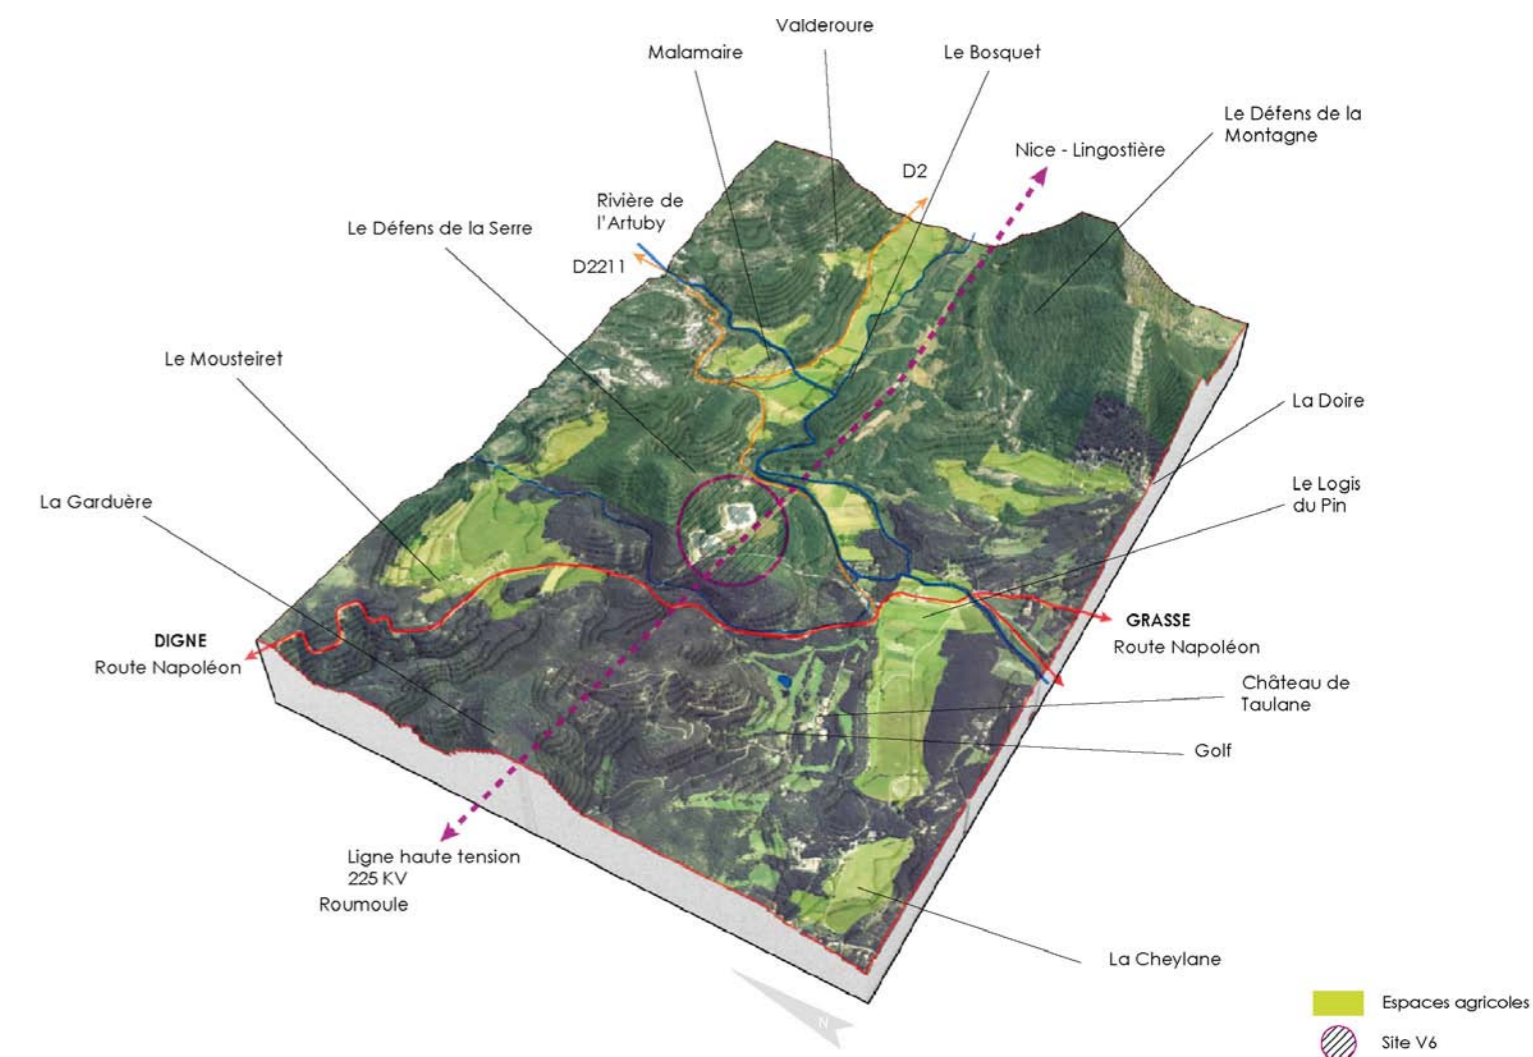 Valderoure
Malamaire
Le Bosquet
Le Défens de la
Montagne
Nice - Lingostière
D2
Rivière de
l'Artuby
Le Défens de la Serre
D2211
Le Mousteiret
La Doire
Le Logis
du Pin
La Garduère
GRASSE
Route Napoléon
DIGNE
Route Napoléon
Château de
Taulane
Golf
Ligne haute tension
225 KV
Roumoule
La Cheylane
N
Espaces agricoles
Site V6